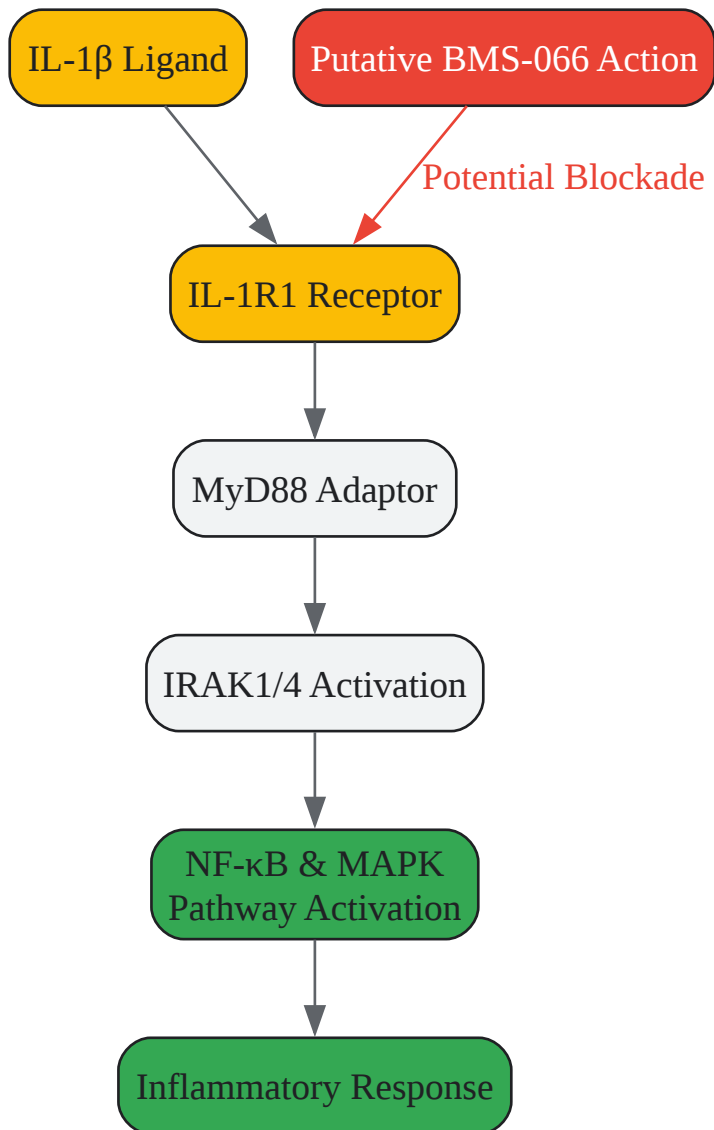 IL-1β Ligand
Putative BMS-066 Action
Potential Blockade
IL-1R1 Receptor
MyD88 Adaptor
IRAK1/4 Activation
NF-κB & MAPK
Pathway Activation
Inflammatory Response